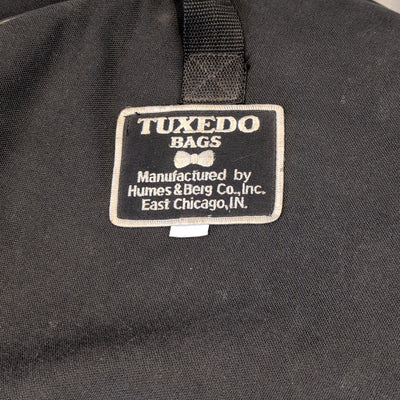 TUXEDO
BAGS
Manufactured by
Humes & Berg Co., Inc.
East Chicago, IN.